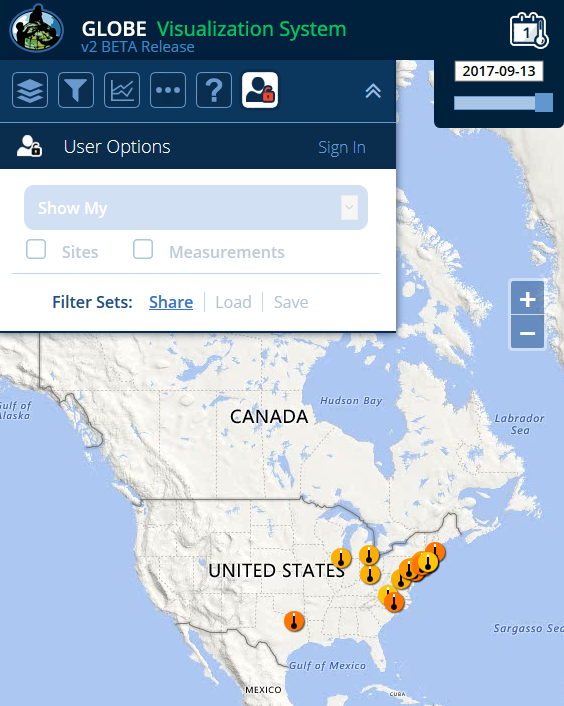 GLOBE Visualization System
v2 BETA Release
1
2017-09-13
?
User Options
Sign In
Show My
Sites
Measurements
Filter Sets: Share Load Save
+
−
Gulf of
Alaska
Hudson Bay
CANADA
Labrador
Sea
UNITED STATES
Sargasso Sea
Gulf of Mexico
MEXICO
CUBA